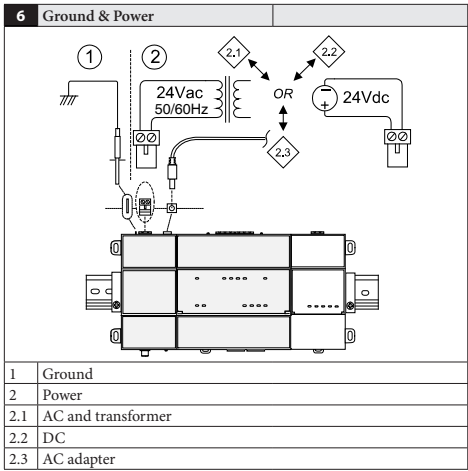 6 Ground & Power
1 2 2.1 2.2
24Vac
50/60Hz
OR
24Vdc
2.3
1 Ground
2 Power
2.1 AC and transformer
2.2 DC
2.3 AC adapter